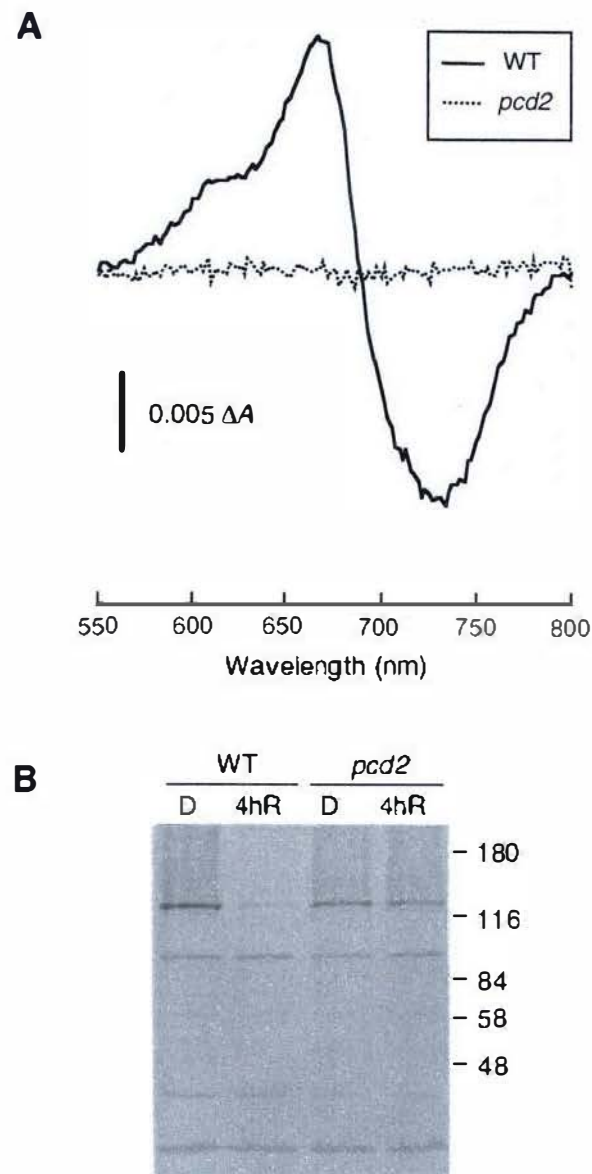 A
WT
pcd2
0.005 ΔA
550 600 650 700 750 800
Wavelength (nm)
B
WT pcd2
D 4hR D 4hR
180
116
84
58
48